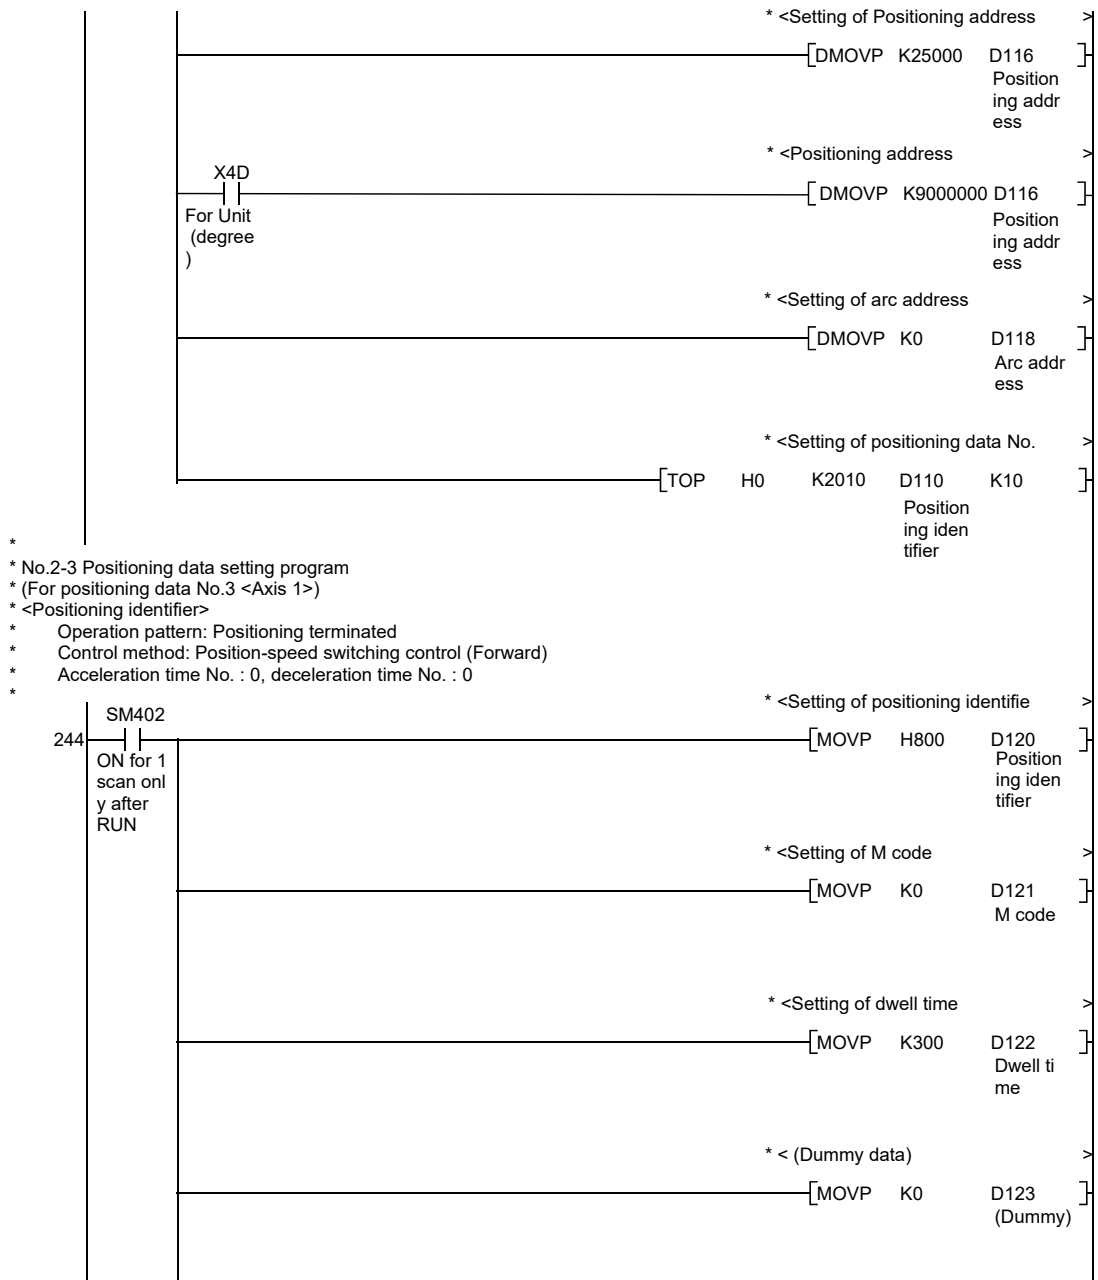 * <Setting of Positioning address >
DMOVP K25000 D116
Position
ing addr
ess
* <Positioning address >
X4D
DMOVP K9000000 D116
For Unit
(degree
)
Position
ing addr
ess
* <Setting of arc address >
DMOVP K0 D118
Arc addr
ess
* <Setting of positioning data No. >
TOP H0 K2010 D110 K10
Position
ing iden
tifier
*
* No.2-3 Positioning data setting program
* (For positioning data No.3 <Axis 1>)
* <Positioning identifier>
* Operation pattern: Positioning terminated
* Control method: Position-speed switching control (Forward)
* Acceleration time No. : 0, deceleration time No. : 0
*
* <Setting of positioning identifie >
SM402
244 MOVP H800 D120
ON for 1
scan onl
y after
RUN
Position
ing iden
tifier
* <Setting of M code >
MOVP K0 D121
M code
* <Setting of dwell time >
MOVP K300 D122
Dwell ti
me
* < (Dummy data) >
MOVP K0 D123
(Dummy)